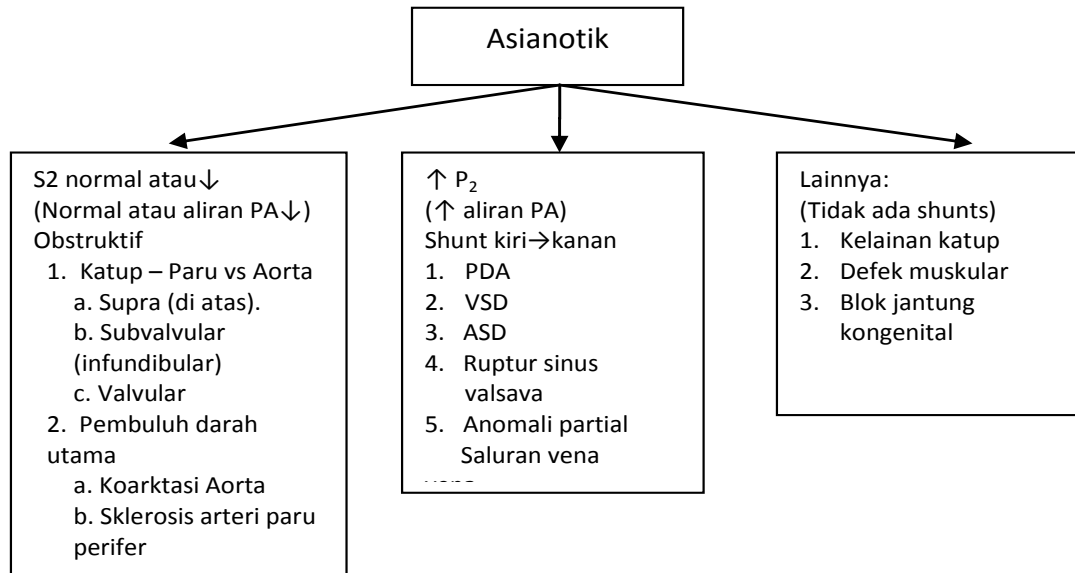 Asianotik
S2 normal atau↓
(Normal atau aliran PA↓)
Obstruktif
1. Katup – Paru vs Aorta
a. Supra (di atas).
b. Subvalvular
(infundibular)
c. Valvular
2. Pembuluh darah
utama
a. Koarktasi Aorta
b. Sklerosis arteri paru
perifer
↑ P₂
(↑ aliran PA)
Shunt kiri→kanan
1. PDA
2. VSD
3. ASD
4. Ruptur sinus
valsava
5. Anomali partial
Saluran vena
Lainnya:
(Tidak ada shunts)
1. Kelainan katup
2. Defek muskular
3. Blok jantung
kongenital